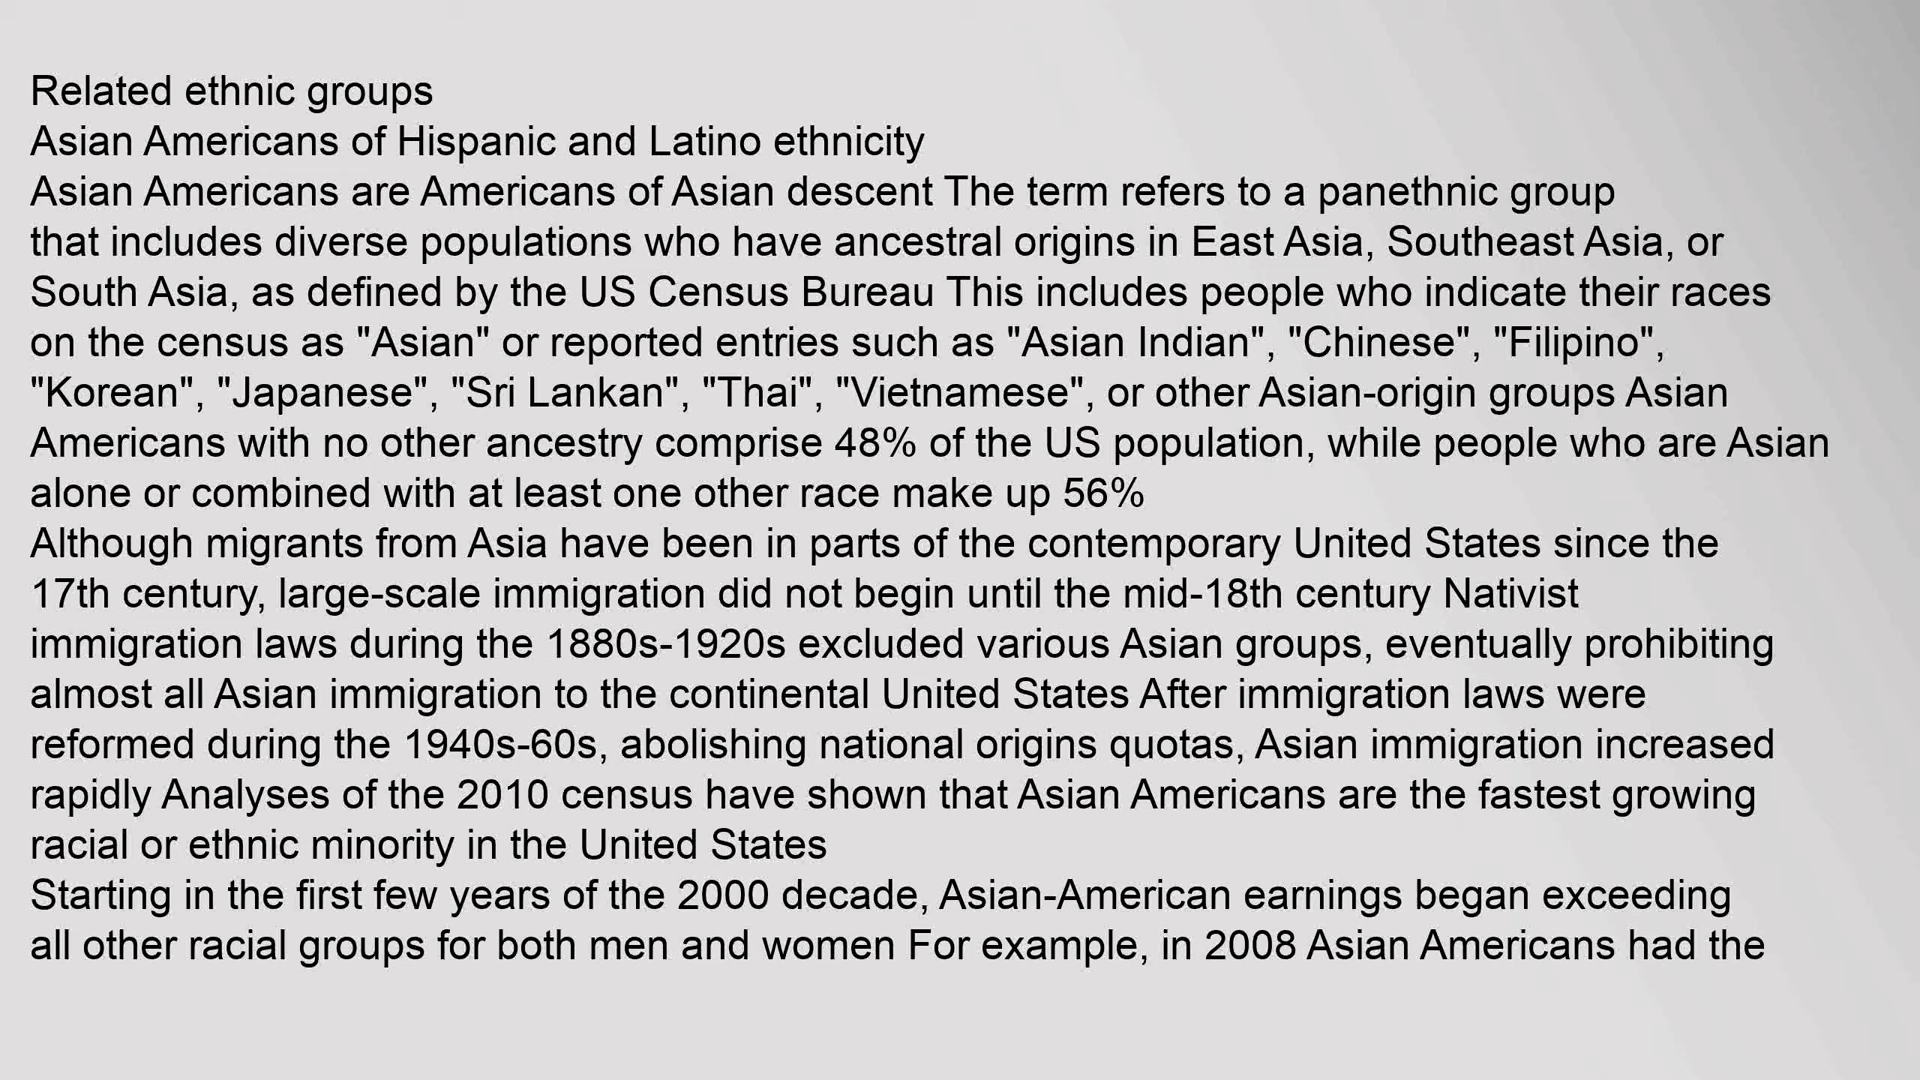 Related ethnic groups
Asian Americans of Hispanic and Latino ethnicity
Asian Americans are Americans of Asian descent The term refers to a panethnic group
that includes diverse populations who have ancestral origins in East Asia, Southeast Asia, or
South Asia, as defined by the US Census Bureau This includes people who indicate their races
on the census as "Asian" or reported entries such as "Asian Indian", "Chinese", "Filipino",
"Korean", "Japanese", "Sri Lankan", "Thai", "Vietnamese", or other Asian-origin groups Asian
Americans with no other ancestry comprise 48% of the US population, while people who are Asian
alone or combined with at least one other race make up 56%
Although migrants from Asia have been in parts of the contemporary United States since the
17th century, large-scale immigration did not begin until the mid-18th century Nativist
immigration laws during the 1880s-1920s excluded various Asian groups, eventually prohibiting
almost all Asian immigration to the continental United States After immigration laws were
reformed during the 1940s-60s, abolishing national origins quotas, Asian immigration increased
rapidly Analyses of the 2010 census have shown that Asian Americans are the fastest growing
racial or ethnic minority in the United States
Starting in the first few years of the 2000 decade, Asian-American earnings began exceeding
all other racial groups for both men and women For example, in 2008 Asian Americans had the